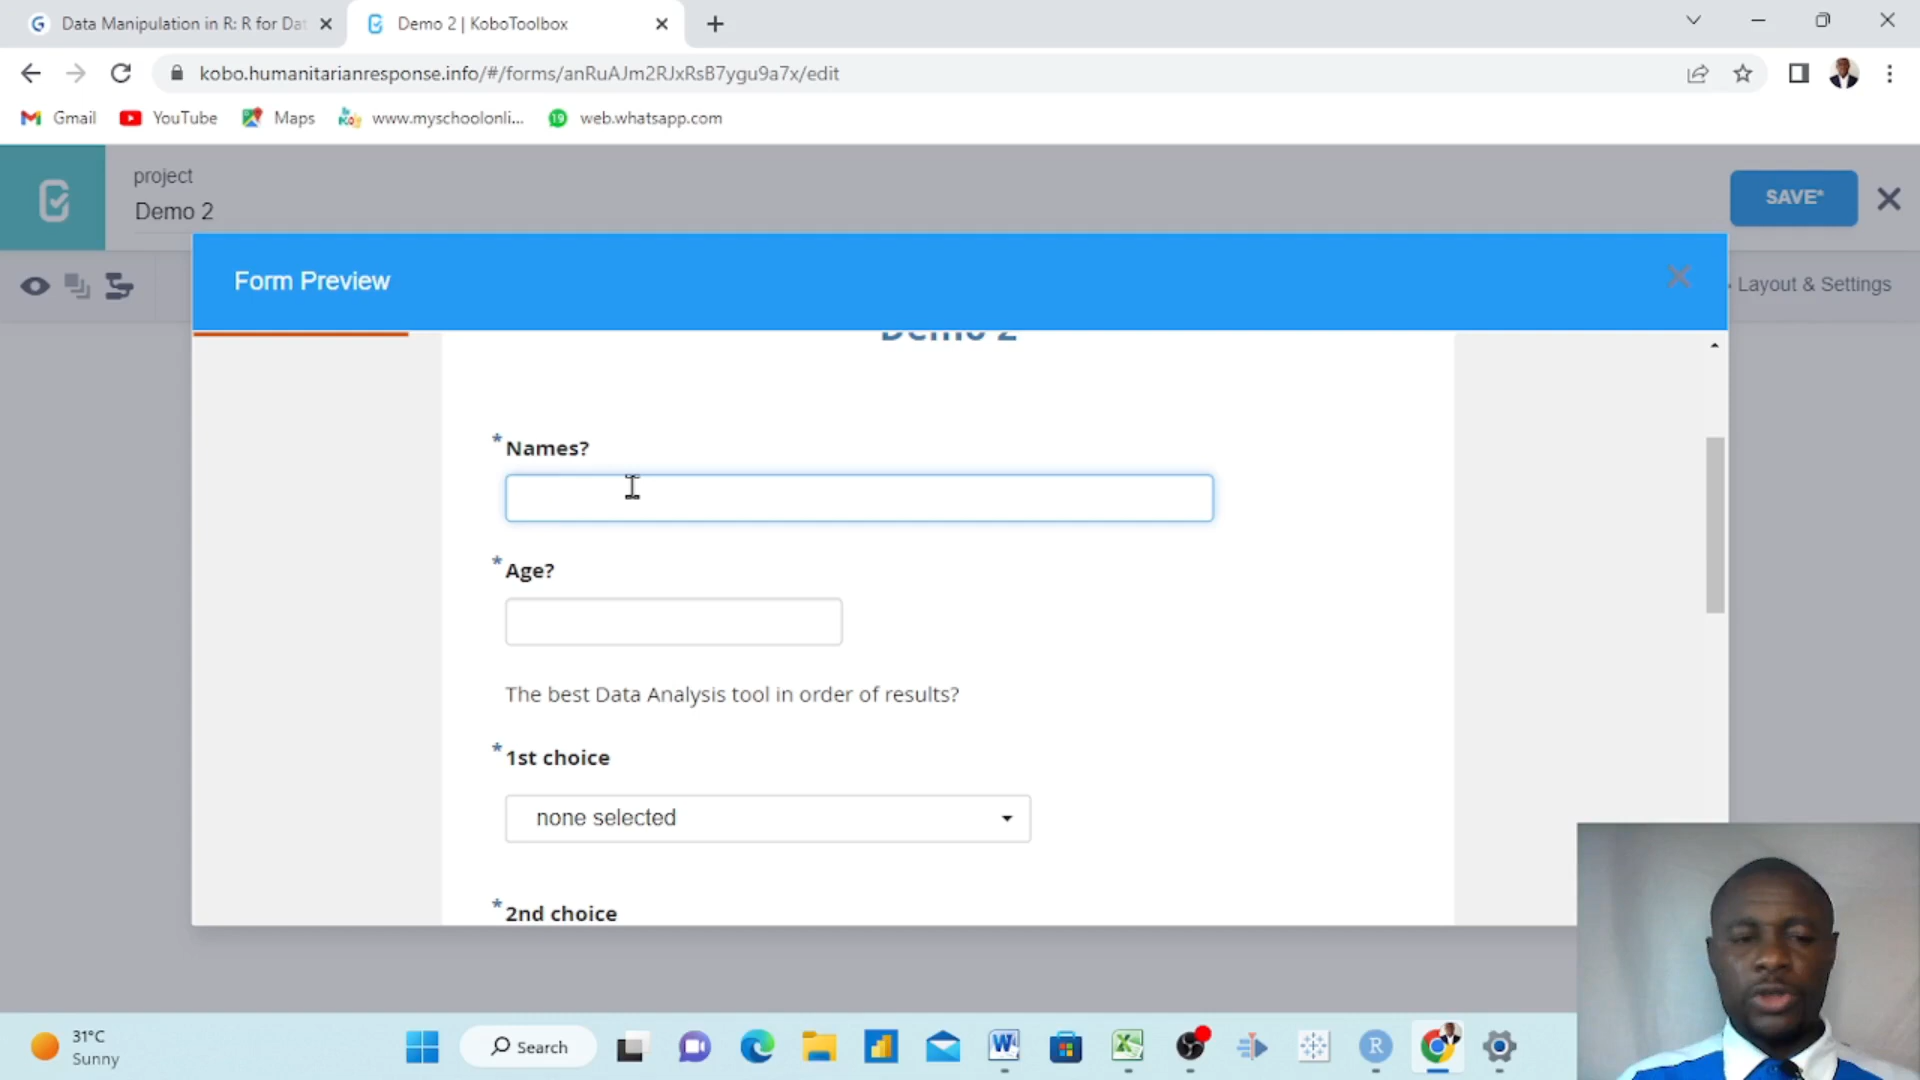 Data Manipulation in R: R for Dat
Demo 2 | KoboToolbox
kobo.humanitarianresponse.info/#/forms/anRuAJm2RJxRsB7ygu9a7x/edit
Gmail
YouTube
Maps
www.myschoolonli...
19
web.whatsapp.com
project
Demo 2
SAVE*
Form Preview
Layout & Settings
Demo 2
* Names?
* Age?
The best Data Analysis tool in order of results?
* 1st choice
none selected
* 2nd choice
31°C
Sunny
Search